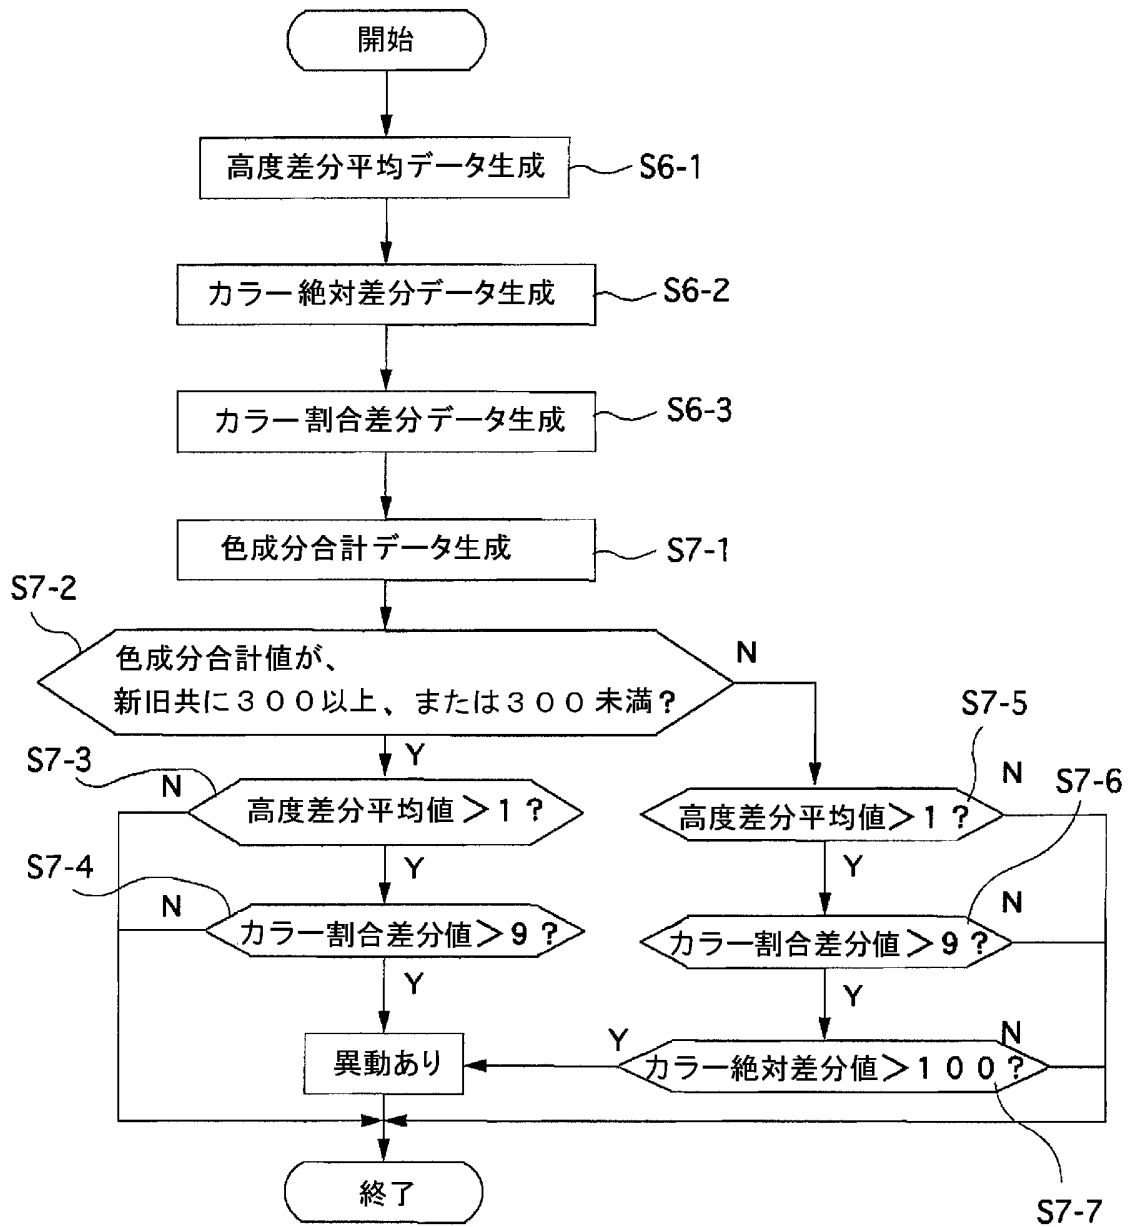 開始
高度差分平均データ生成
S6-1
カラー絶対差分データ生成
S6-2
カラー割合差分データ生成
S6-3
色成分合計データ生成
S7-1
S7-2
色成分合計値が、
新旧共に300以上、または300未満?
N
Y
S7-3
N
高度差分平均値>1?
Y
S7-4
N
カラー割合差分値>9?
Y
S7-5
N
高度差分平均値>1?
Y
S7-6
N
カラー割合差分値>9?
Y
異動あり
Y
カラー絶対差分値>100?
N
S7-7
終了